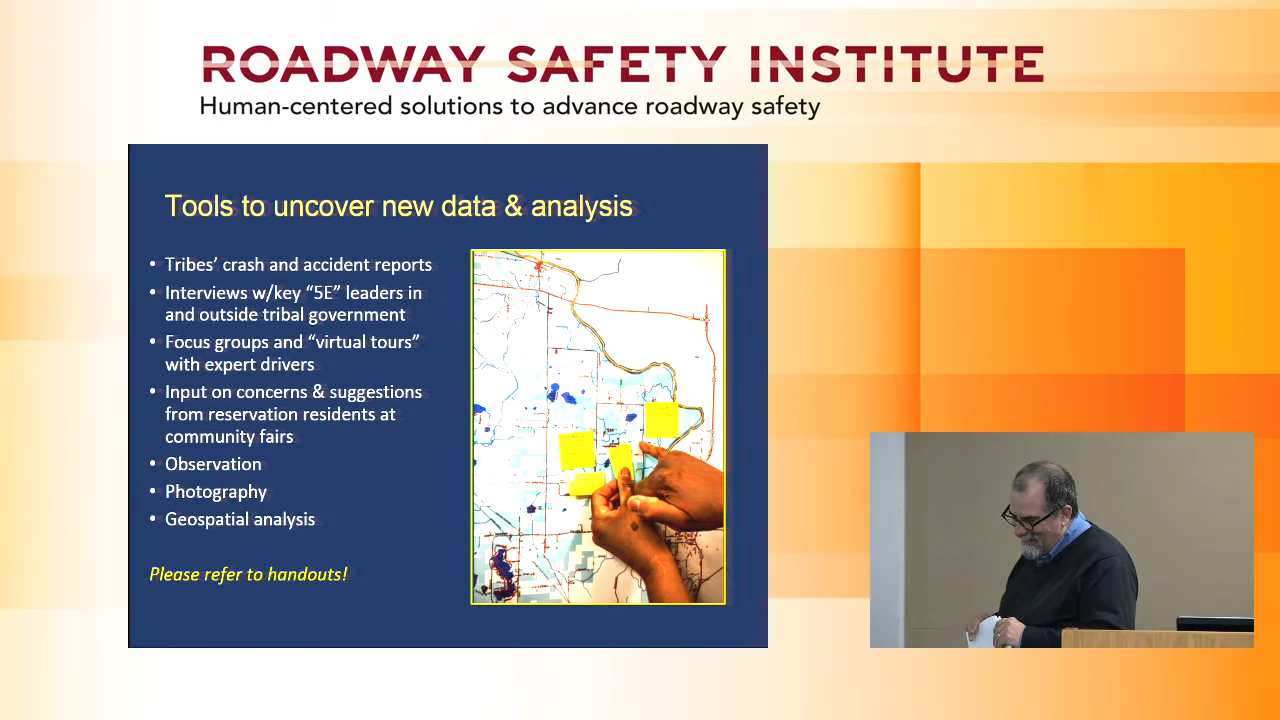 ROADWAY SAFETY INSTITUTE
Human-centered solutions to advance roadway safety
Tools to uncover new data & analysis
• Tribes’ crash and accident reports
• Interviews w/key “5E” leaders in
and outside tribal government
• Focus groups and “virtual tours”
with expert drivers
• Input on concerns & suggestions
from reservation residents at
community fairs
• Observation
• Photography
• Geospatial analysis
Please refer to handouts!